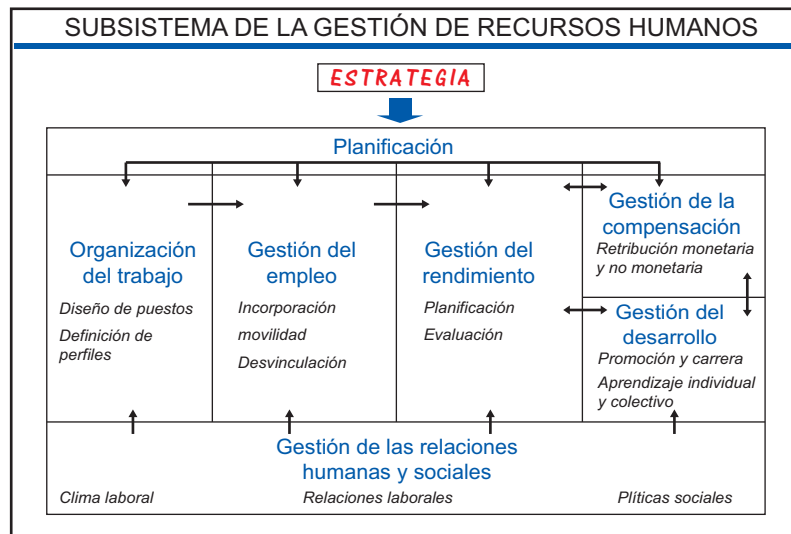 SUBSISTEMA DE LA GESTIÓN DE RECURSOS HUMANOS
ESTRATEGIA
Planificación
Organización
del trabajo
Diseño de puestos
Definición de
perfiles
Gestión del
empleo
Incorporación
movilidad
Desvinculación
Gestión del
rendimiento
Planificación
Evaluación
Gestión de la
compensación
Retribución monetaria
y no monetaria
Gestión del
desarrollo
Promoción y carrera
Aprendizaje individual
y colectivo
Gestión de las relaciones
humanas y sociales
Clima laboral
Relaciones laborales
Plíticas sociales